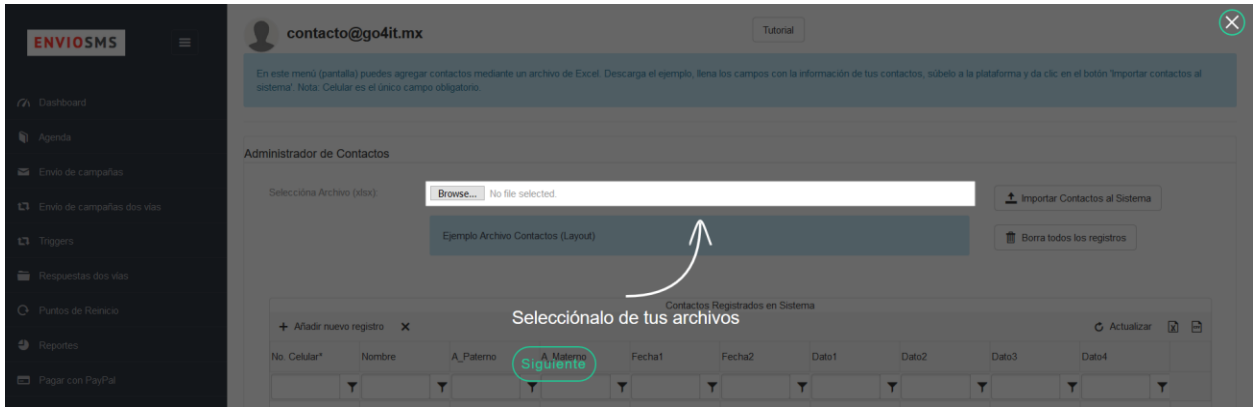 ENVIOSMS
contacto@go4it.mx
Tutorial
En este menú (pantalla) puedes agregar contactos mediante un archivo de Excel. Descarga el ejemplo, llena los campos con la información de tus contactos, súbelo a la plataforma y da clic en el botón 'Importar contactos al
sistema'. Nota: Celular es el único campo obligatorio.
Dashboard
Agenda
Envío de campañas
Envío de campañas dos vías
Triggers
Respuestas dos vías
Puntos de Reinicio
Reportes
Pagar con PayPal
Administrador de Contactos
Seleccióna Archivo (xlsx):
Browse... No file selected.
Importar Contactos al Sistema
Ejemplo Archivo Contactos (Layout)
Borra todos los registros
Contactos Registrados en Sistema
Selecciónalo de tus archivos
+ Añadir nuevo registro X
Actualizar
No. Celular* Nombre A_Paterno A_Materno Fecha1 Fecha2 Dato1 Dato2 Dato3 Dato4
Siguiente